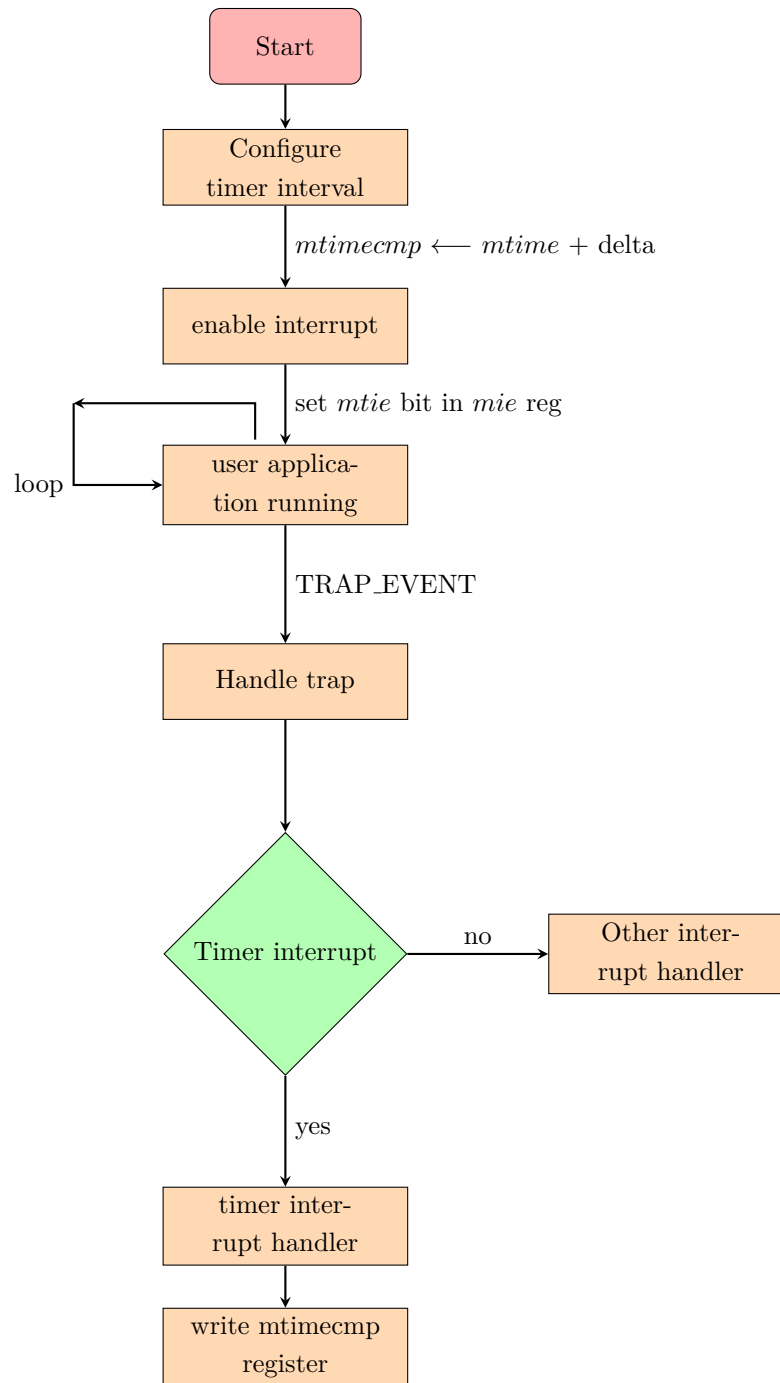 Start
Configure
timer interval
mtimecmp ⟵ mtime + delta
enable interrupt
set mtie bit in mie reg
user applica-
tion running
loop
TRAP_EVENT
Handle trap
Timer interrupt
no
Other inter-
rupt handler
yes
timer inter-
rupt handler
write mtimecmp
register